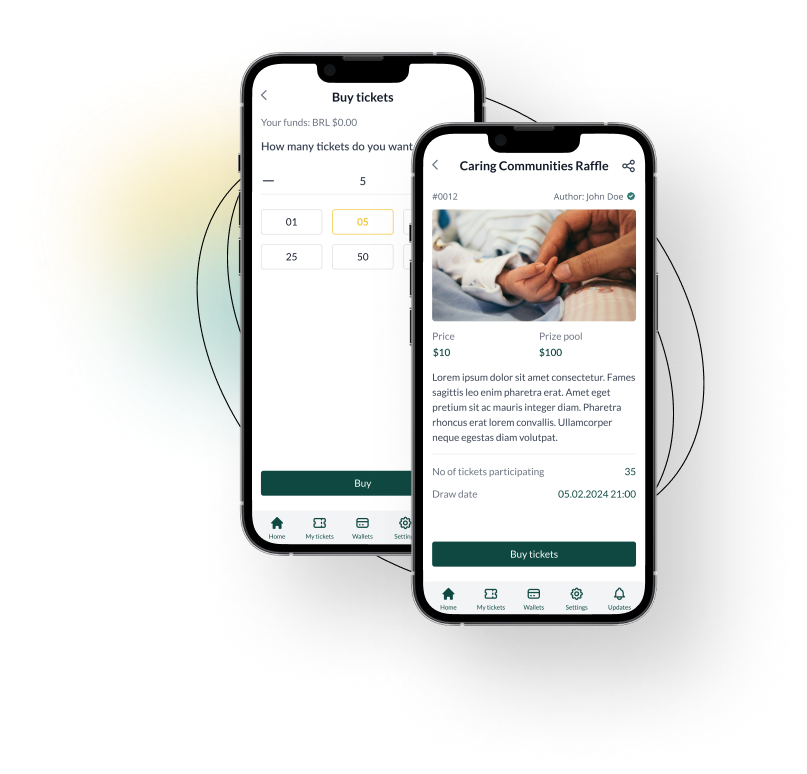 Buy tickets
Your funds: BRL $0.00
How many tickets do you want
5
01
05
25
50
Buy
Home
My tickets
Wallets
Caring Communities Raffle
#0012
Author: John Doe
Price
Prize pool
$10
$100
Lorem ipsum dolor sit amet consectetur. Fames
sagittis leo enim pharetra erat. Amet eget
pretium sit ac mauris integer diam. Pharetra
rhoncus erat lorem convallis. Ullamcorper
neque egestas diam volutpat.
No of tickets participating
35
Draw date
05.02.2024 21:00
Buy tickets
Home
My tickets
Wallets
Settings
Updates